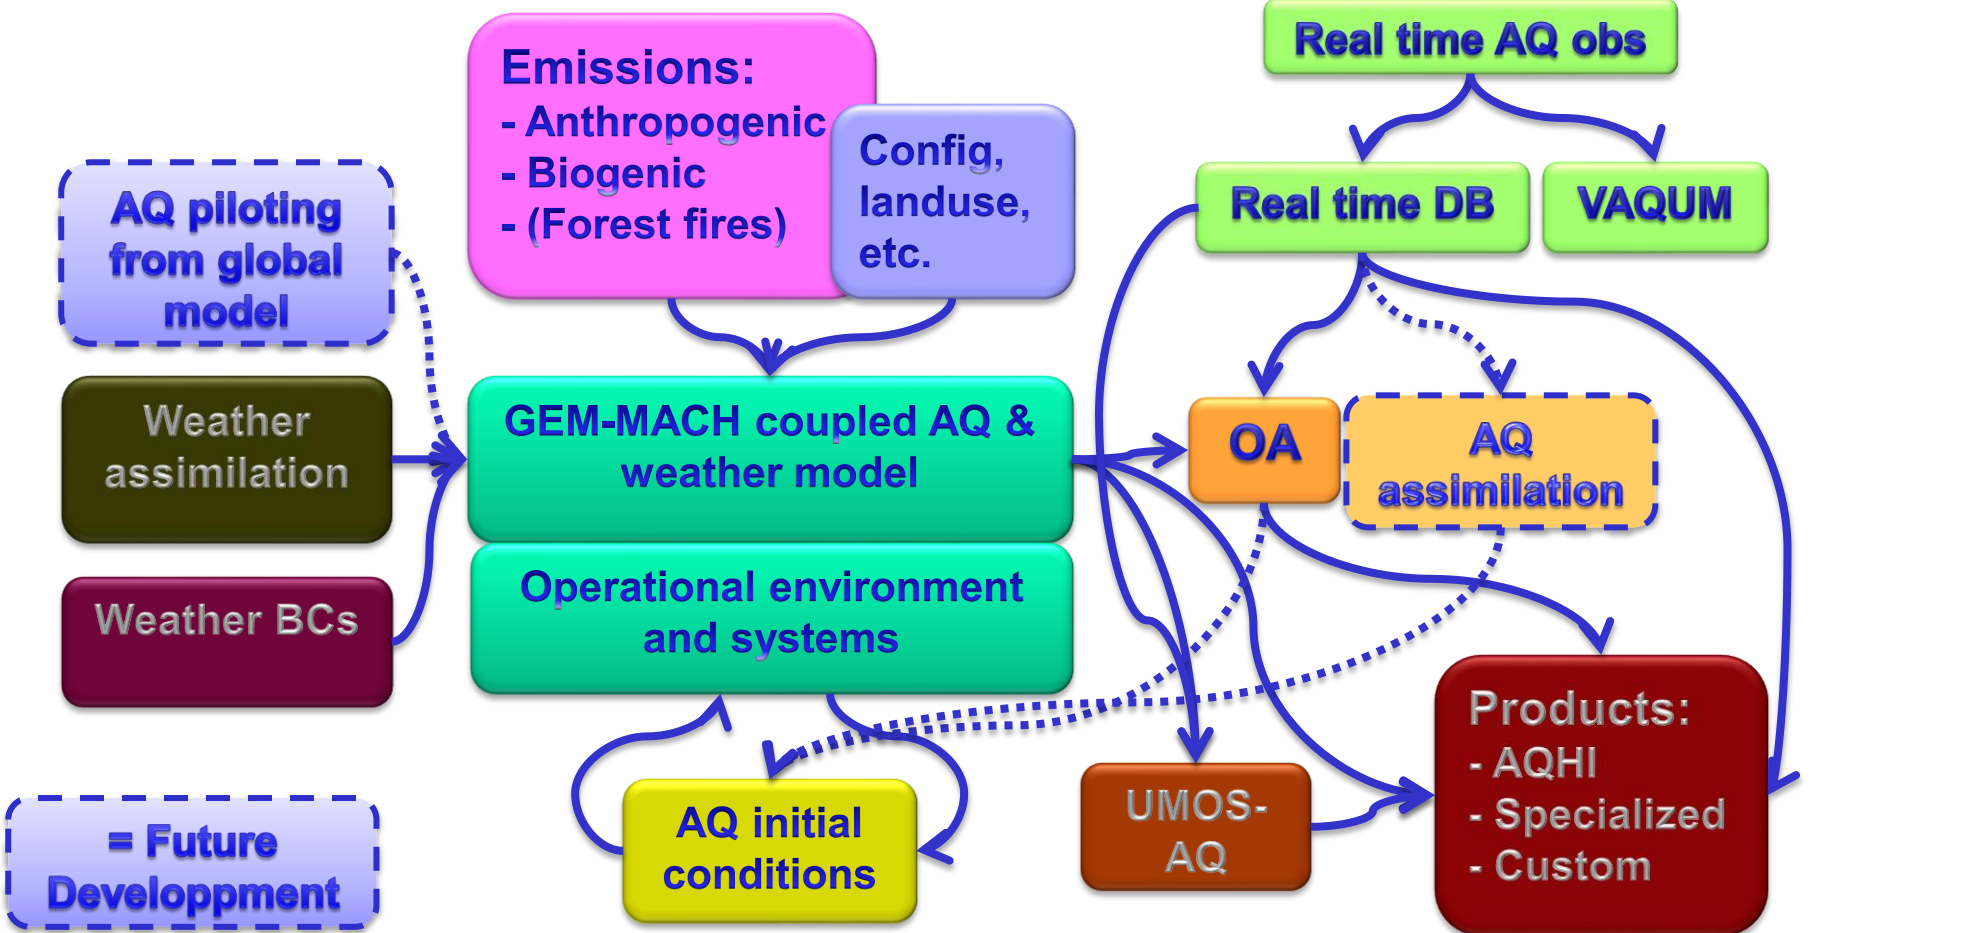 Emissions:
- Anthropogenic
- Biogenic
- (Forest fires)
Config,
landuse,
etc.
Real time AQ obs
Real time DB
VAQUM
AQ piloting
from global
model
Weather
assimilation
Weather BCs
GEM-MACH coupled AQ &
weather model
Operational environment
and systems
OA
AQ
assimilation
AQ initial
conditions
UMOS-
AQ
Products:
- AQHI
- Specialized
- Custom
= Future
Developpment